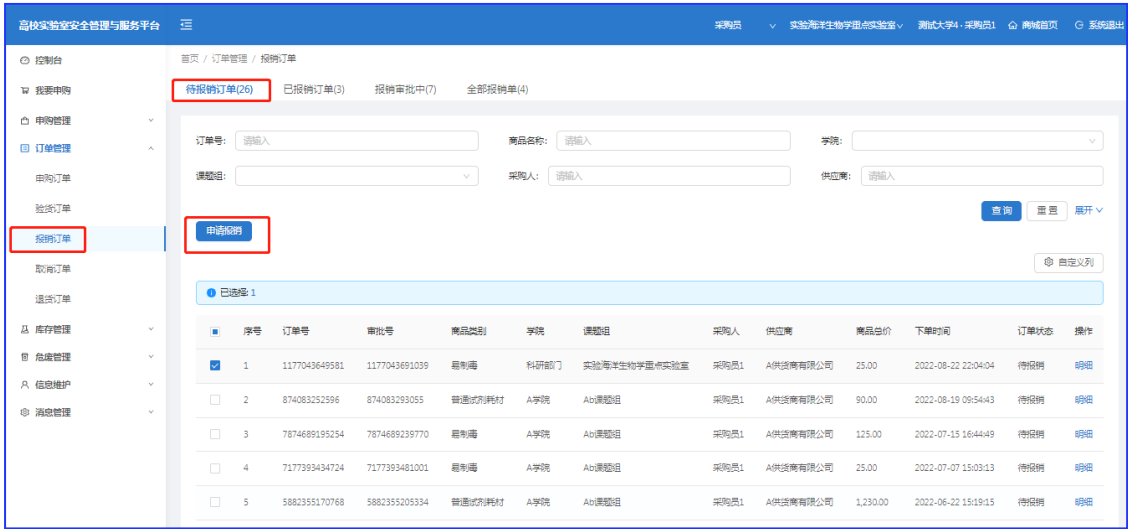 高校实验室安全管理与服务平台
采购员 实验海洋生物学重点实验室 测试大学4 · 采购员1 商城首页 系统退出
控制台
我要申购
申购管理
订单管理
申购订单
验货订单
报销订单
取消订单
退货订单
库存管理
危废管理
信息维护
消息管理
首页 / 订单管理 / 报销订单
待报销订单(26) 已报销订单(3) 报销审批中(7) 全部报销单(4)
订单号: 请输入 商品名称: 请输入 学院:
课题组: 采购人: 请输入 供应商: 请输入
查询 重置 展开
申请报销
自定义列
已选择: 1
序号 订单号 审批号 商品类别 学院 课题组 采购人 供应商 商品总价 下单时间 订单状态 操作
1 1177043649581 1177043691039 易制毒 科研部门 实验海洋生物学重点实验室 采购员1 A供货商有限公司 25.00 2022-08-22 22:04:04 待报销 明细
2 874083252596 874083293055 普通试剂耗材 A学院 Ab课题组 采购员1 A供货商有限公司 90.00 2022-08-19 09:54:43 待报销 明细
3 7874689195254 7874689239770 易制毒 A学院 Ab课题组 采购员1 A供货商有限公司 125.00 2022-07-15 16:44:49 待报销 明细
4 7177393434724 7177393481001 易制毒 A学院 Ab课题组 采购员1 A供货商有限公司 25.00 2022-07-07 15:03:13 待报销 明细
5 5882355170768 5882355205334 普通试剂耗材 A学院 Ab课题组 采购员1 A供货商有限公司 1,230.00 2022-06-22 15:19:15 待报销 明细